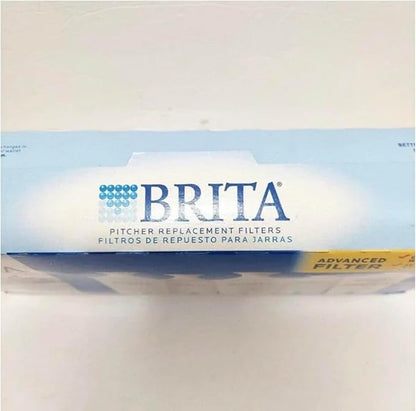 BRITA®
PITCHER REPLACEMENT FILTERS
FILTROS DE REPUESTO PARA JARRAS
ADVANCED
FILTER